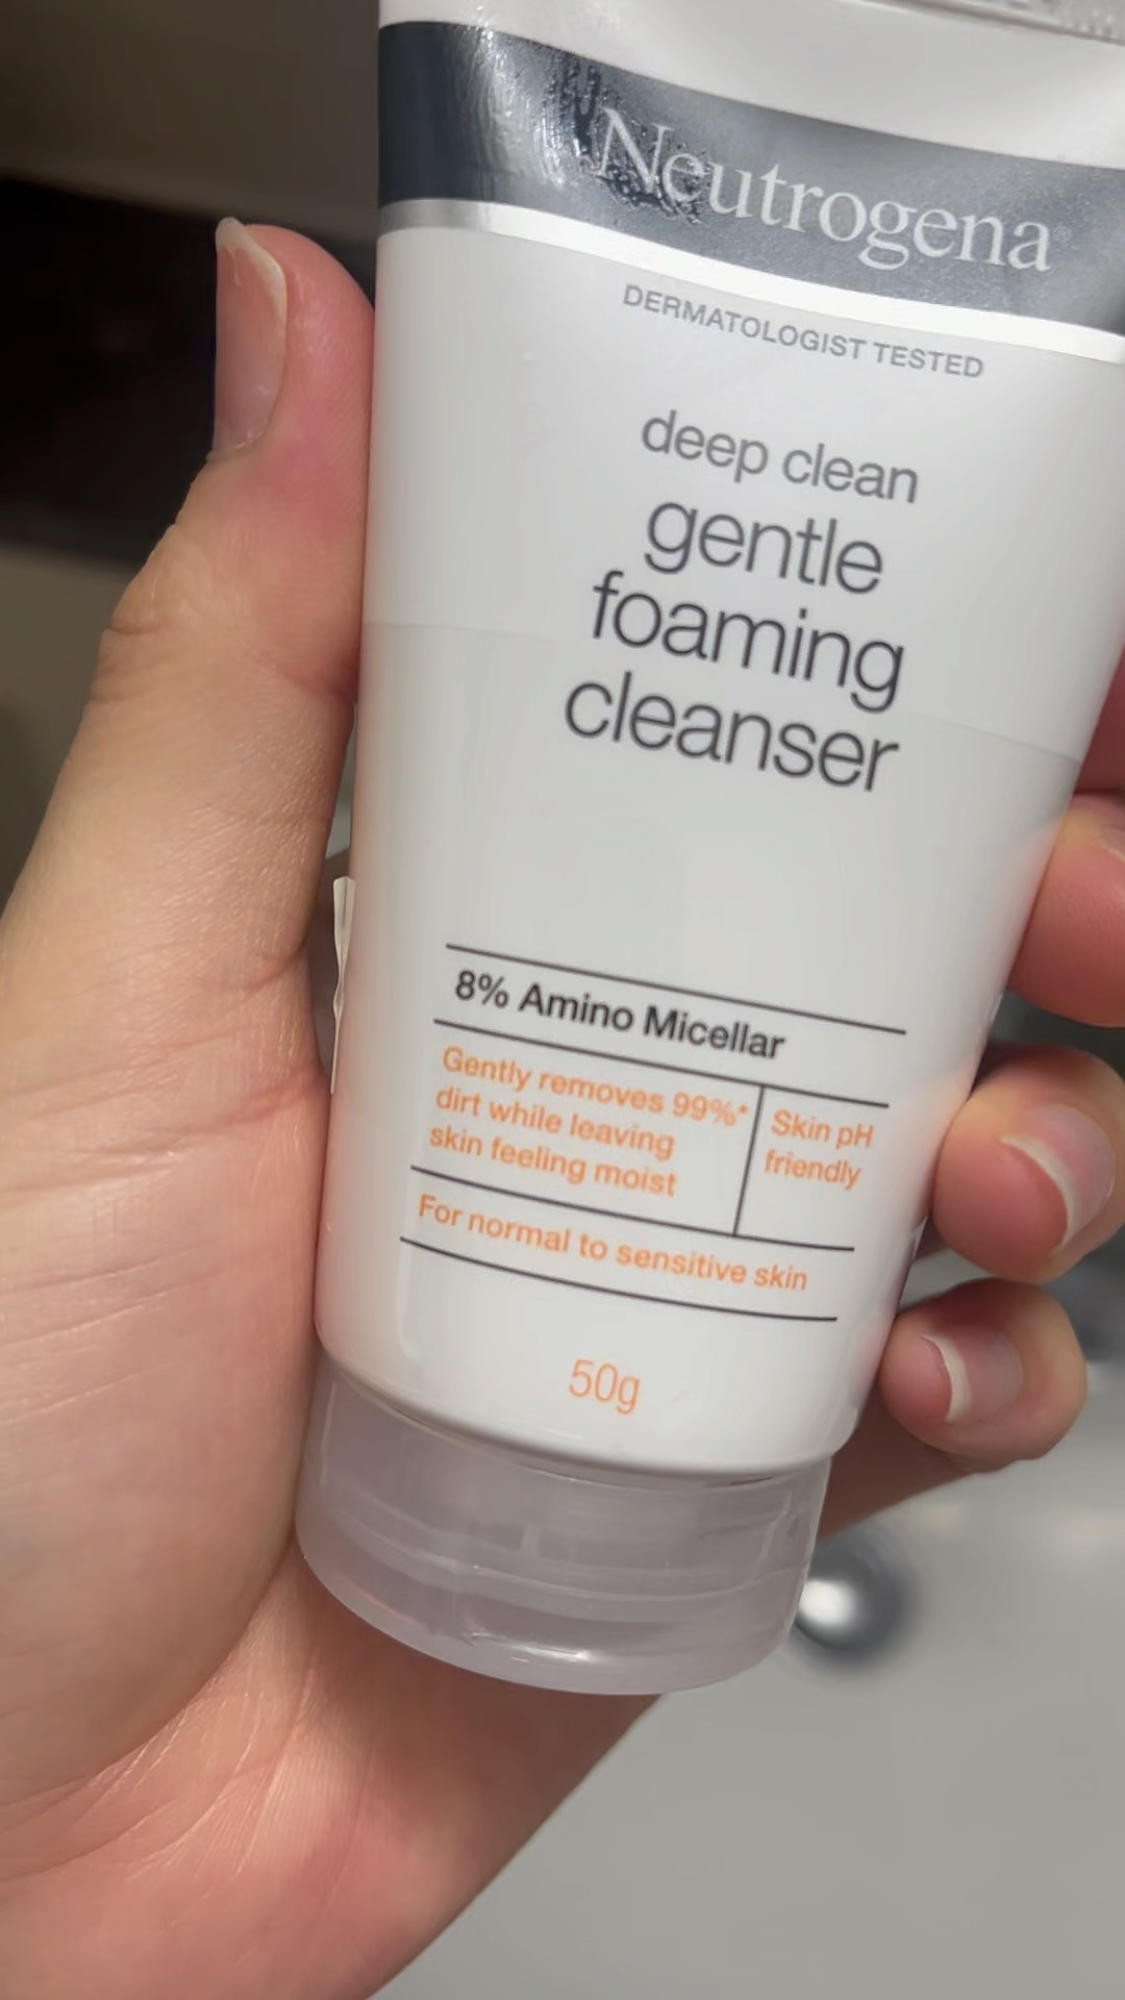 Neutrogena®
DERMATOLOGIST TESTED
deep clean
gentle
foaming
cleanser
8% Amino Micellar
Gently removes 99%*
dirt while leaving
skin feeling moist
Skin pH
friendly
For normal to sensitive skin
50g